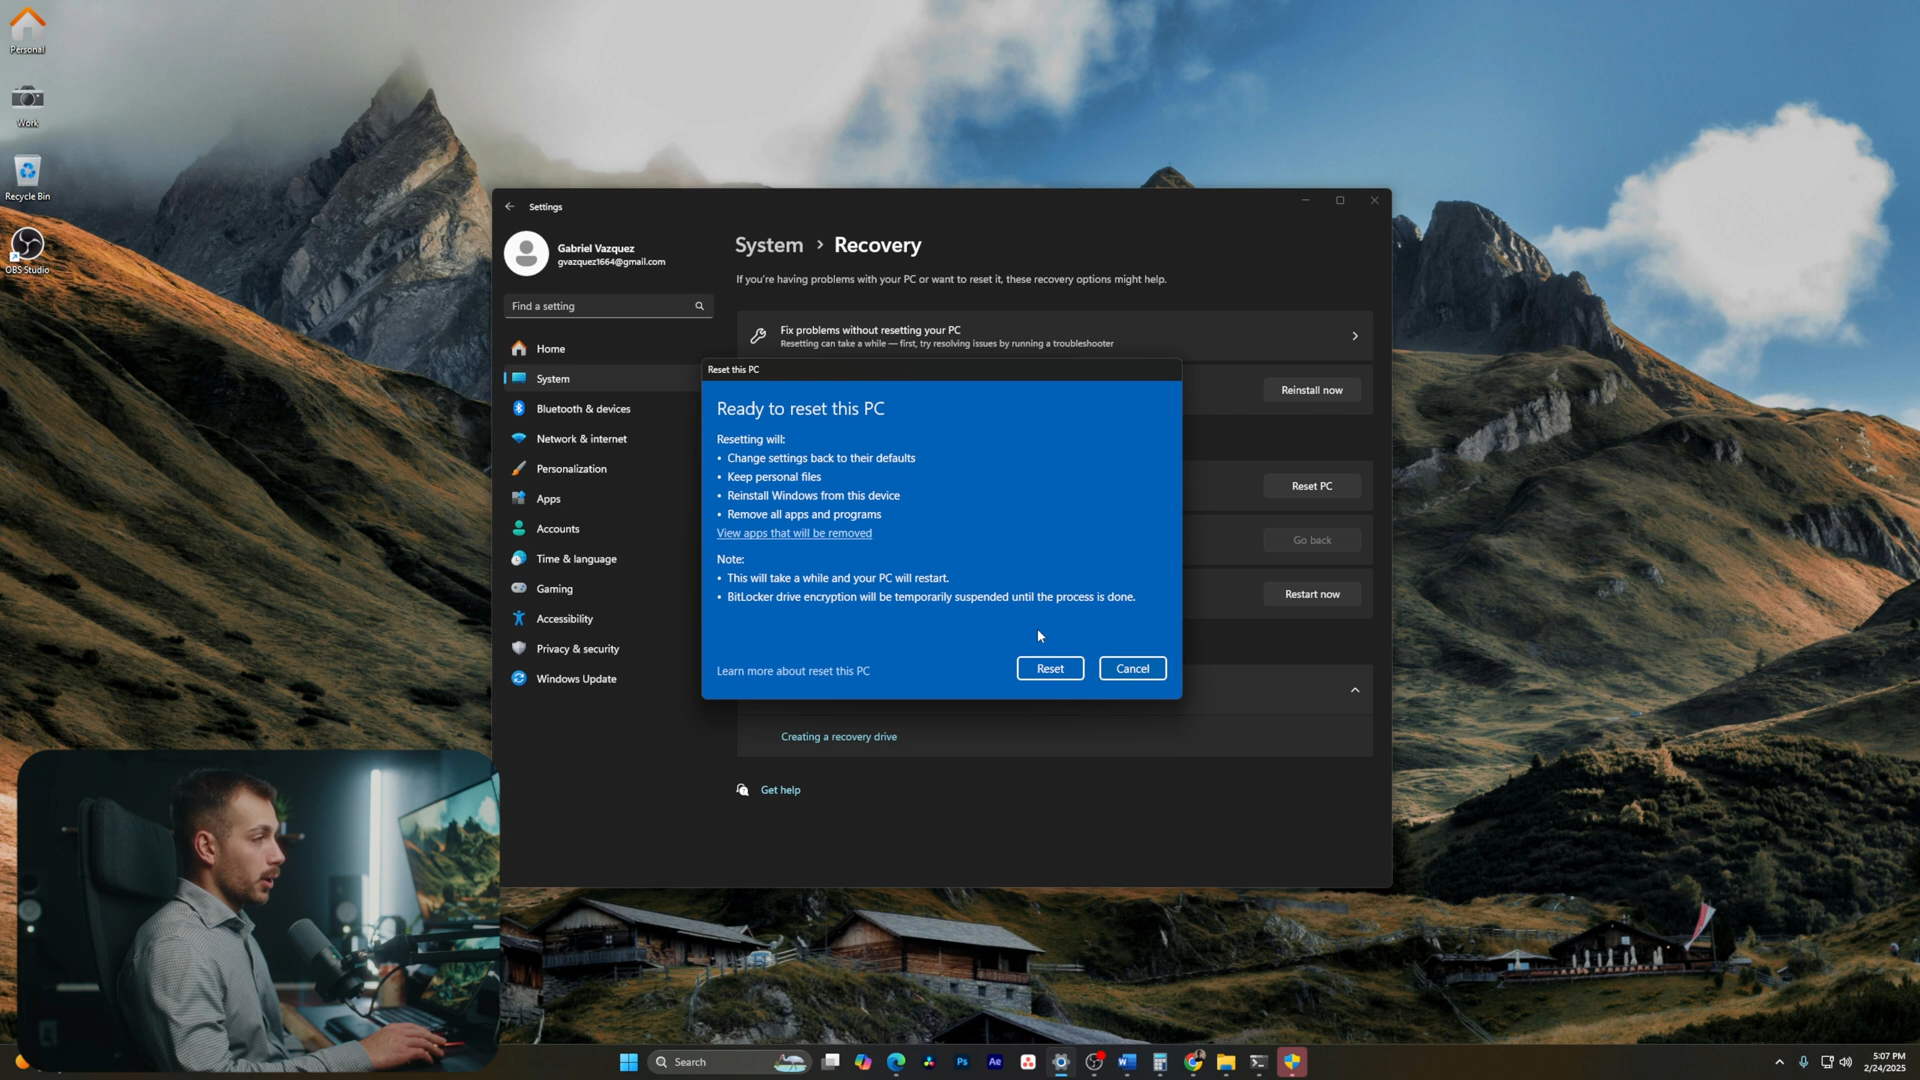 Personal
Work
Recycle Bin
OBS Studio
Settings
Gabriel Vazquez
gvazquez1664@gmail.com
Find a setting
Home
System
Bluetooth & devices
Network & internet
Personalization
Apps
Accounts
Time & language
Gaming
Accessibility
Privacy & security
Windows Update
System › Recovery
If you're having problems with your PC or want to reset it, these recovery options might help.
Fix problems without resetting your PC
Resetting can take a while — first, try resolving issues by running a troubleshooter
Reinstall now
Reset PC
Go back
Restart now
Reset this PC
Ready to reset this PC
Resetting will:
• Change settings back to their defaults
• Keep personal files
• Reinstall Windows from this device
• Remove all apps and programs
View apps that will be removed
Note:
• This will take a while and your PC will restart.
• BitLocker drive encryption will be temporarily suspended until the process is done.
Learn more about reset this PC
Reset
Cancel
Creating a recovery drive
Get help
Search
Ps
Ae
5:07 PM
2/24/2025